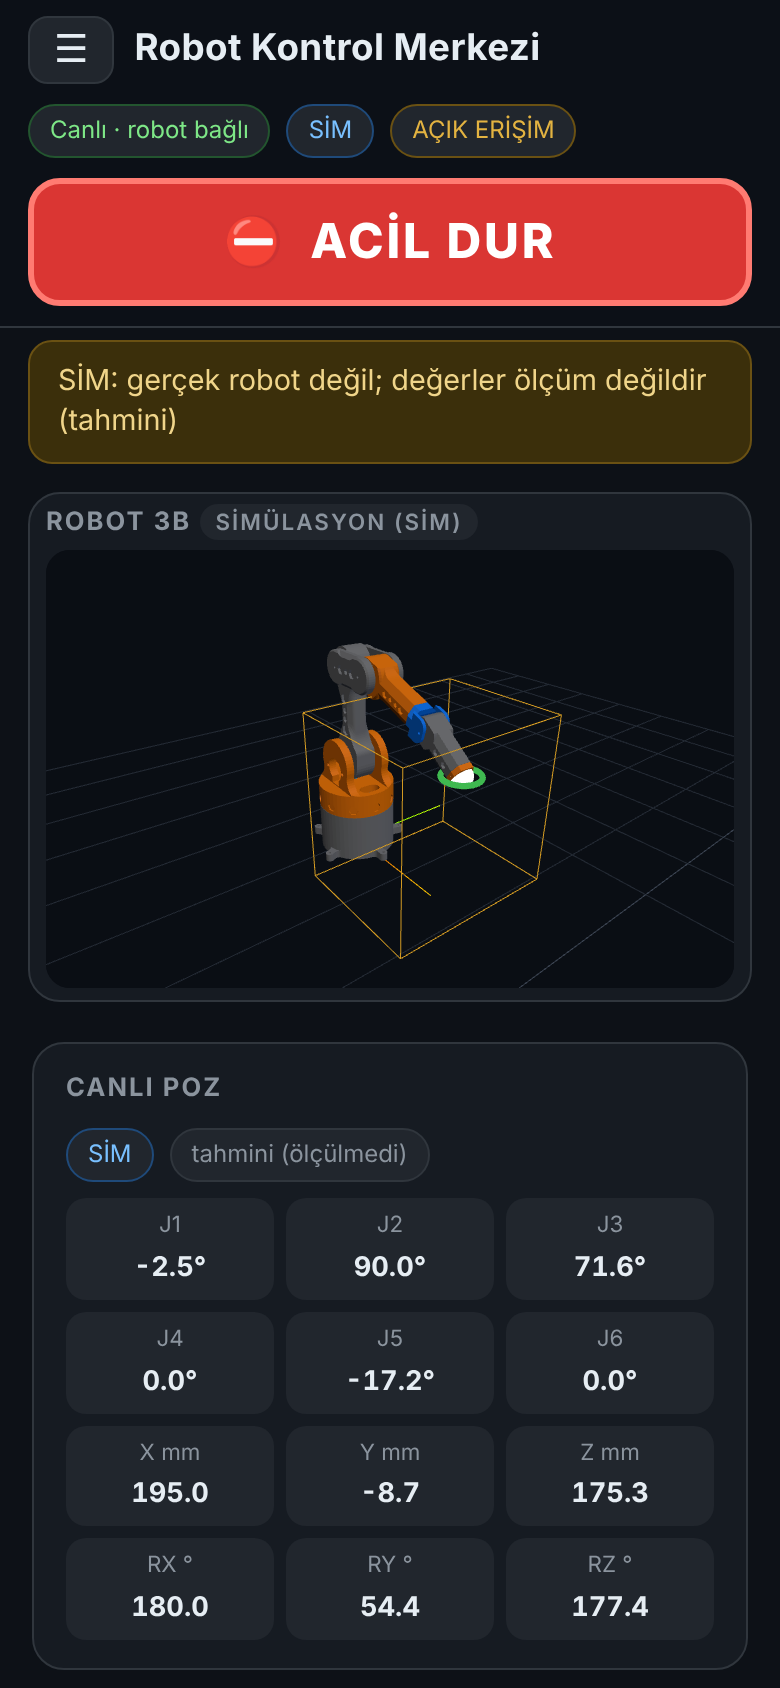 ☰ Robot Kontrol Merkezi
Canlı · robot bağlı SİM AÇIK ERİŞİM
⛔ ACİL DUR
SİM: gerçek robot değil; değerler ölçüm değildir
(tahmini)
ROBOT 3B SİMÜLASYON (SİM)
CANLI POZ
SİM tahmini (ölçülmedi)
J1 J2 J3
-2.5° 90.0° 71.6°
J4 J5 J6
0.0° -17.2° 0.0°
X mm Y mm Z mm
195.0 -8.7 175.3
RX ° RY ° RZ °
180.0 54.4 177.4